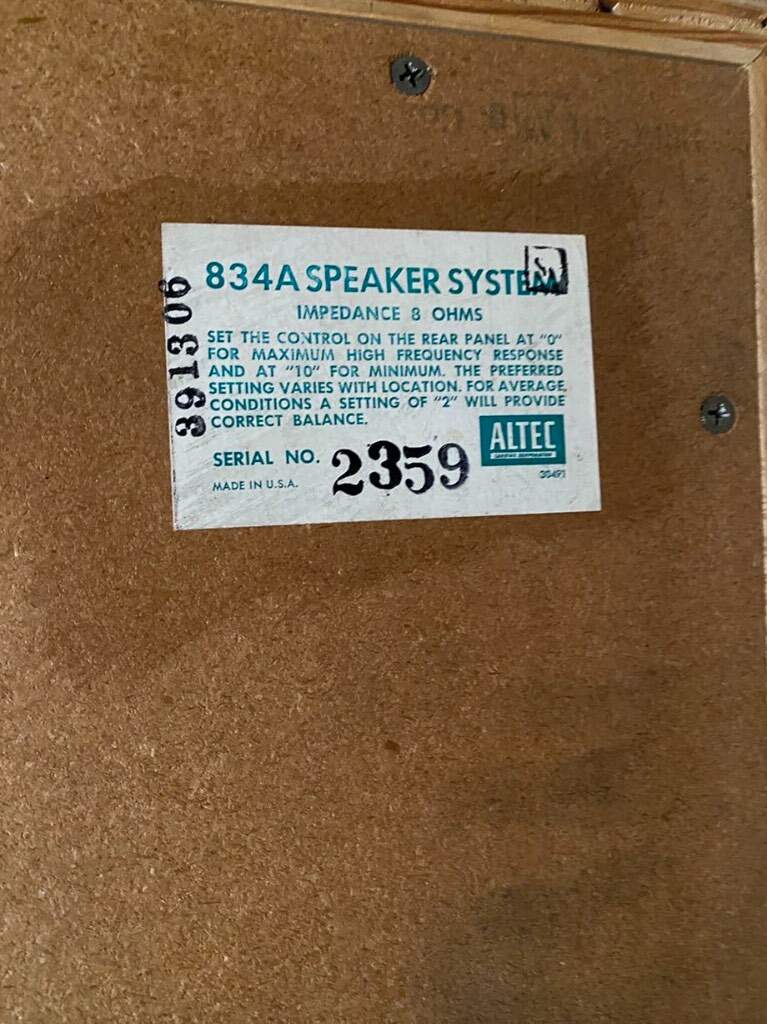 834A SPEAKER SYSTEM
IMPEDANCE 8 OHMS
SET THE CONTROL ON THE REAR PANEL AT "0"
FOR MAXIMUM HIGH FREQUENCY RESPONSE
AND AT "10" FOR MINIMUM. THE PREFERRED
SETTING VARIES WITH LOCATION. FOR AVERAGE
CONDITIONS A SETTING OF "2" WILL PROVIDE
CORRECT BALANCE.
ALTEC
SERIAL NO. 2359
MADE IN U.S.A.
391306